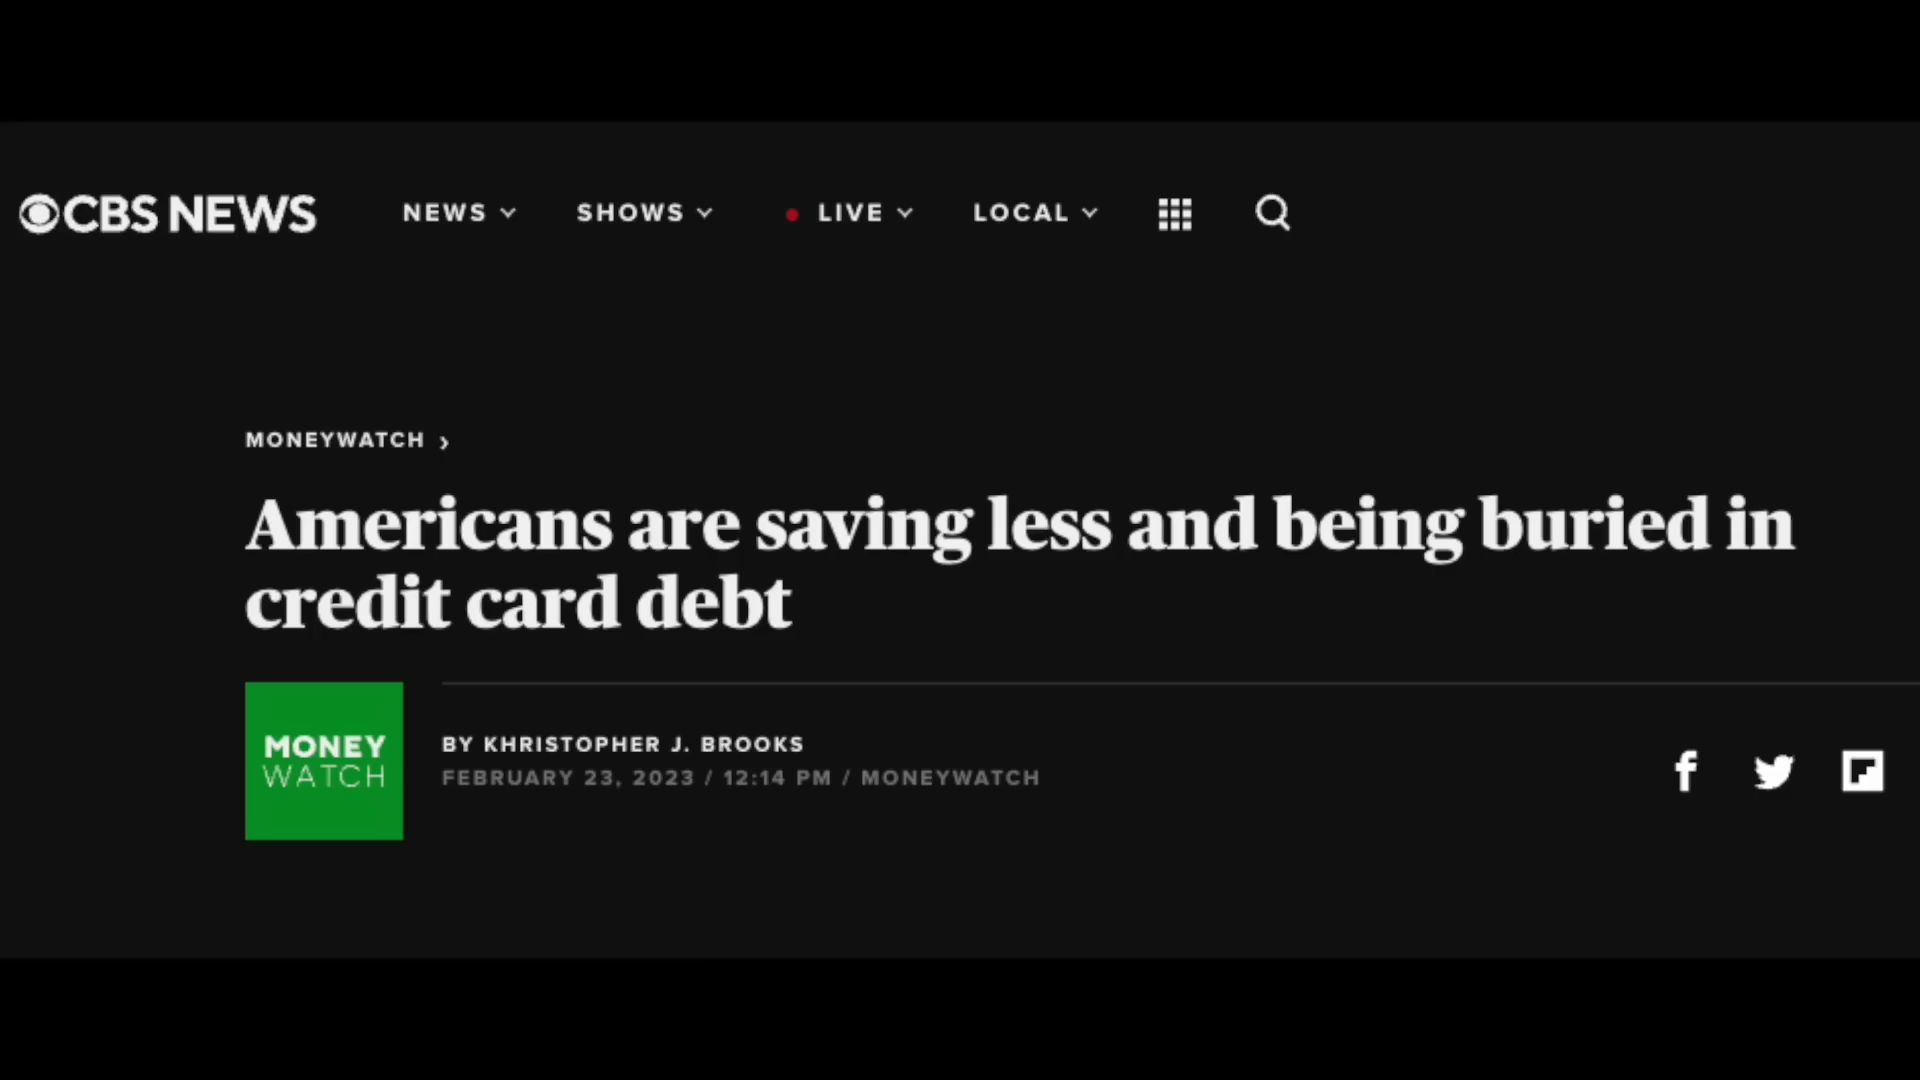 CBS NEWS
NEWS
SHOWS
LIVE
LOCAL
MONEYWATCH
Americans are saving less and being buried in
credit card debt
MONEY
WATCH
BY KHRISTOPHER J. BROOKS
FEBRUARY 23, 2023 / 12:14 PM / MONEYWATCH